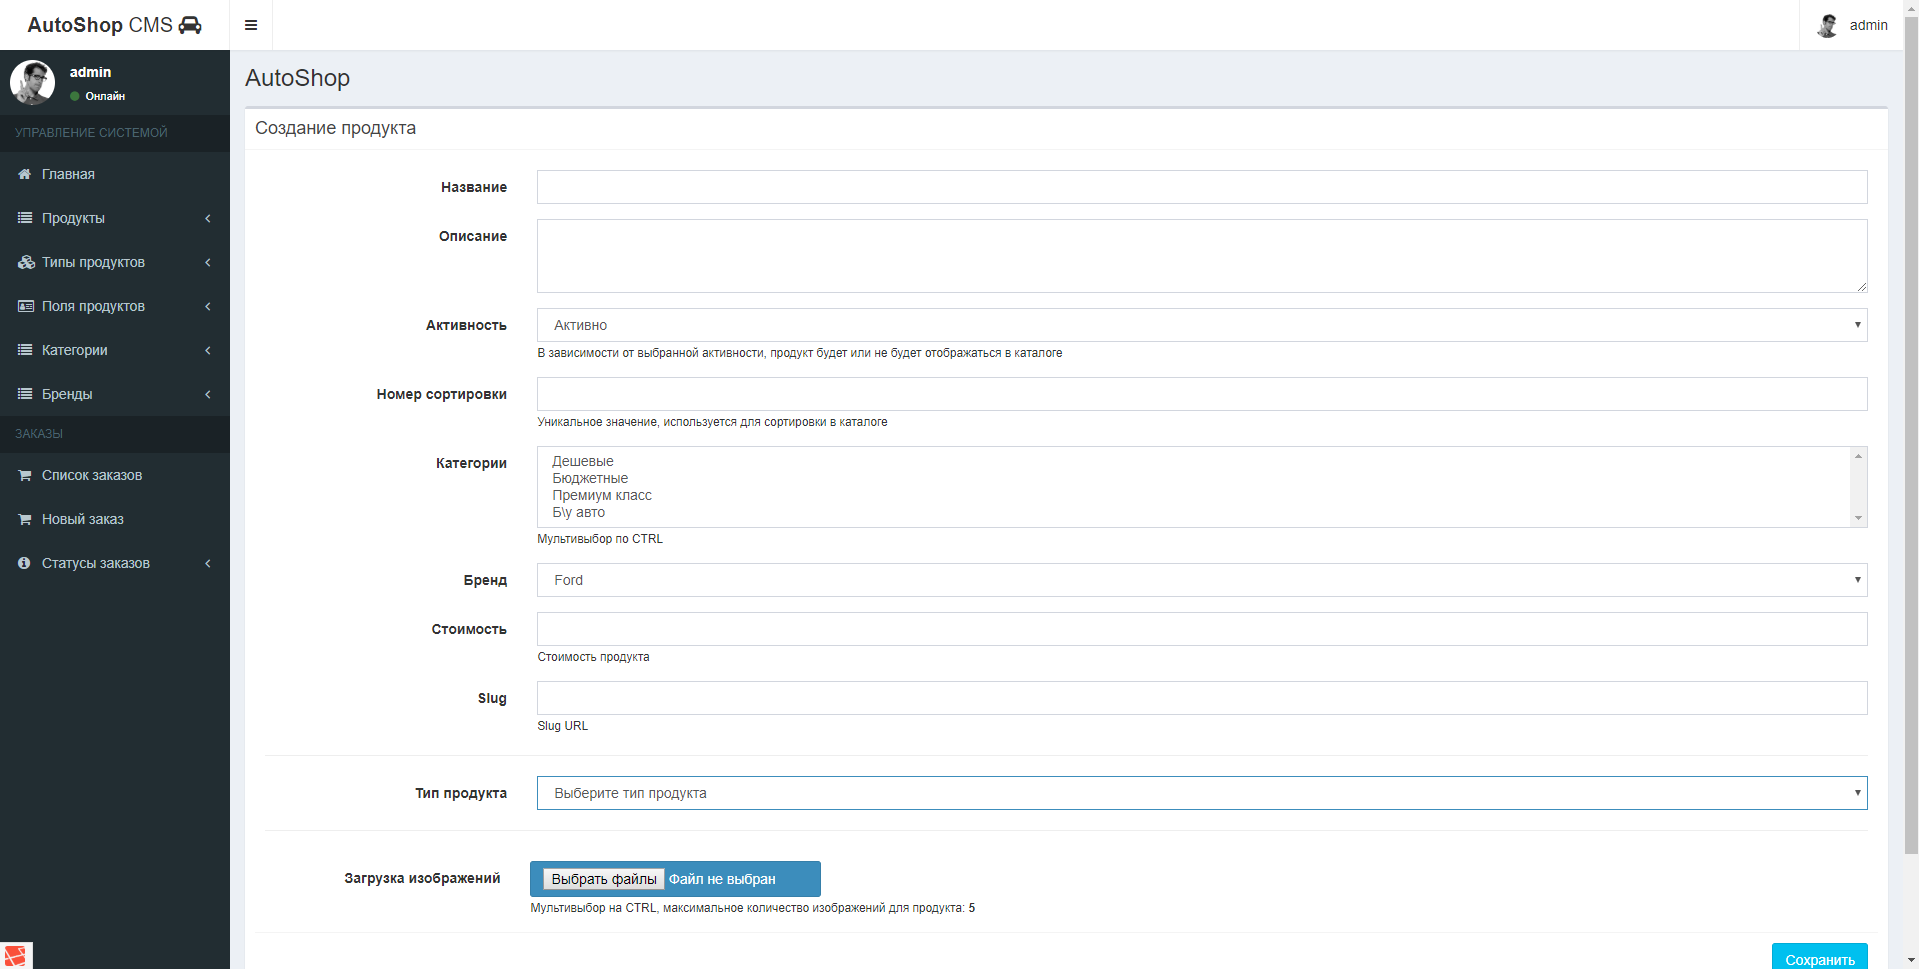 AutoShop CMS
admin
admin
Онлайн
УПРАВЛЕНИЕ СИСТЕМОЙ
Главная
Продукты
Типы продуктов
Поля продуктов
Категории
Бренды
ЗАКАЗЫ
Список заказов
Новый заказ
Статусы заказов
AutoShop
Создание продукта
Название
Описание
Активность
Активно
В зависимости от выбранной активности, продукт будет или не будет отображаться в каталоге
Номер сортировки
Уникальное значение, используется для сортировки в каталоге
Категории
Дешевые
Бюджетные
Премиум класс
Б\у авто
Мультивыбор по CTRL
Бренд
Ford
Стоимость
Стоимость продукта
Slug
Slug URL
Тип продукта
Выберите тип продукта
Загрузка изображений
Выбрать файлы Файл не выбран
Мультивыбор на CTRL, максимальное количество изображений для продукта: 5
Сохранить